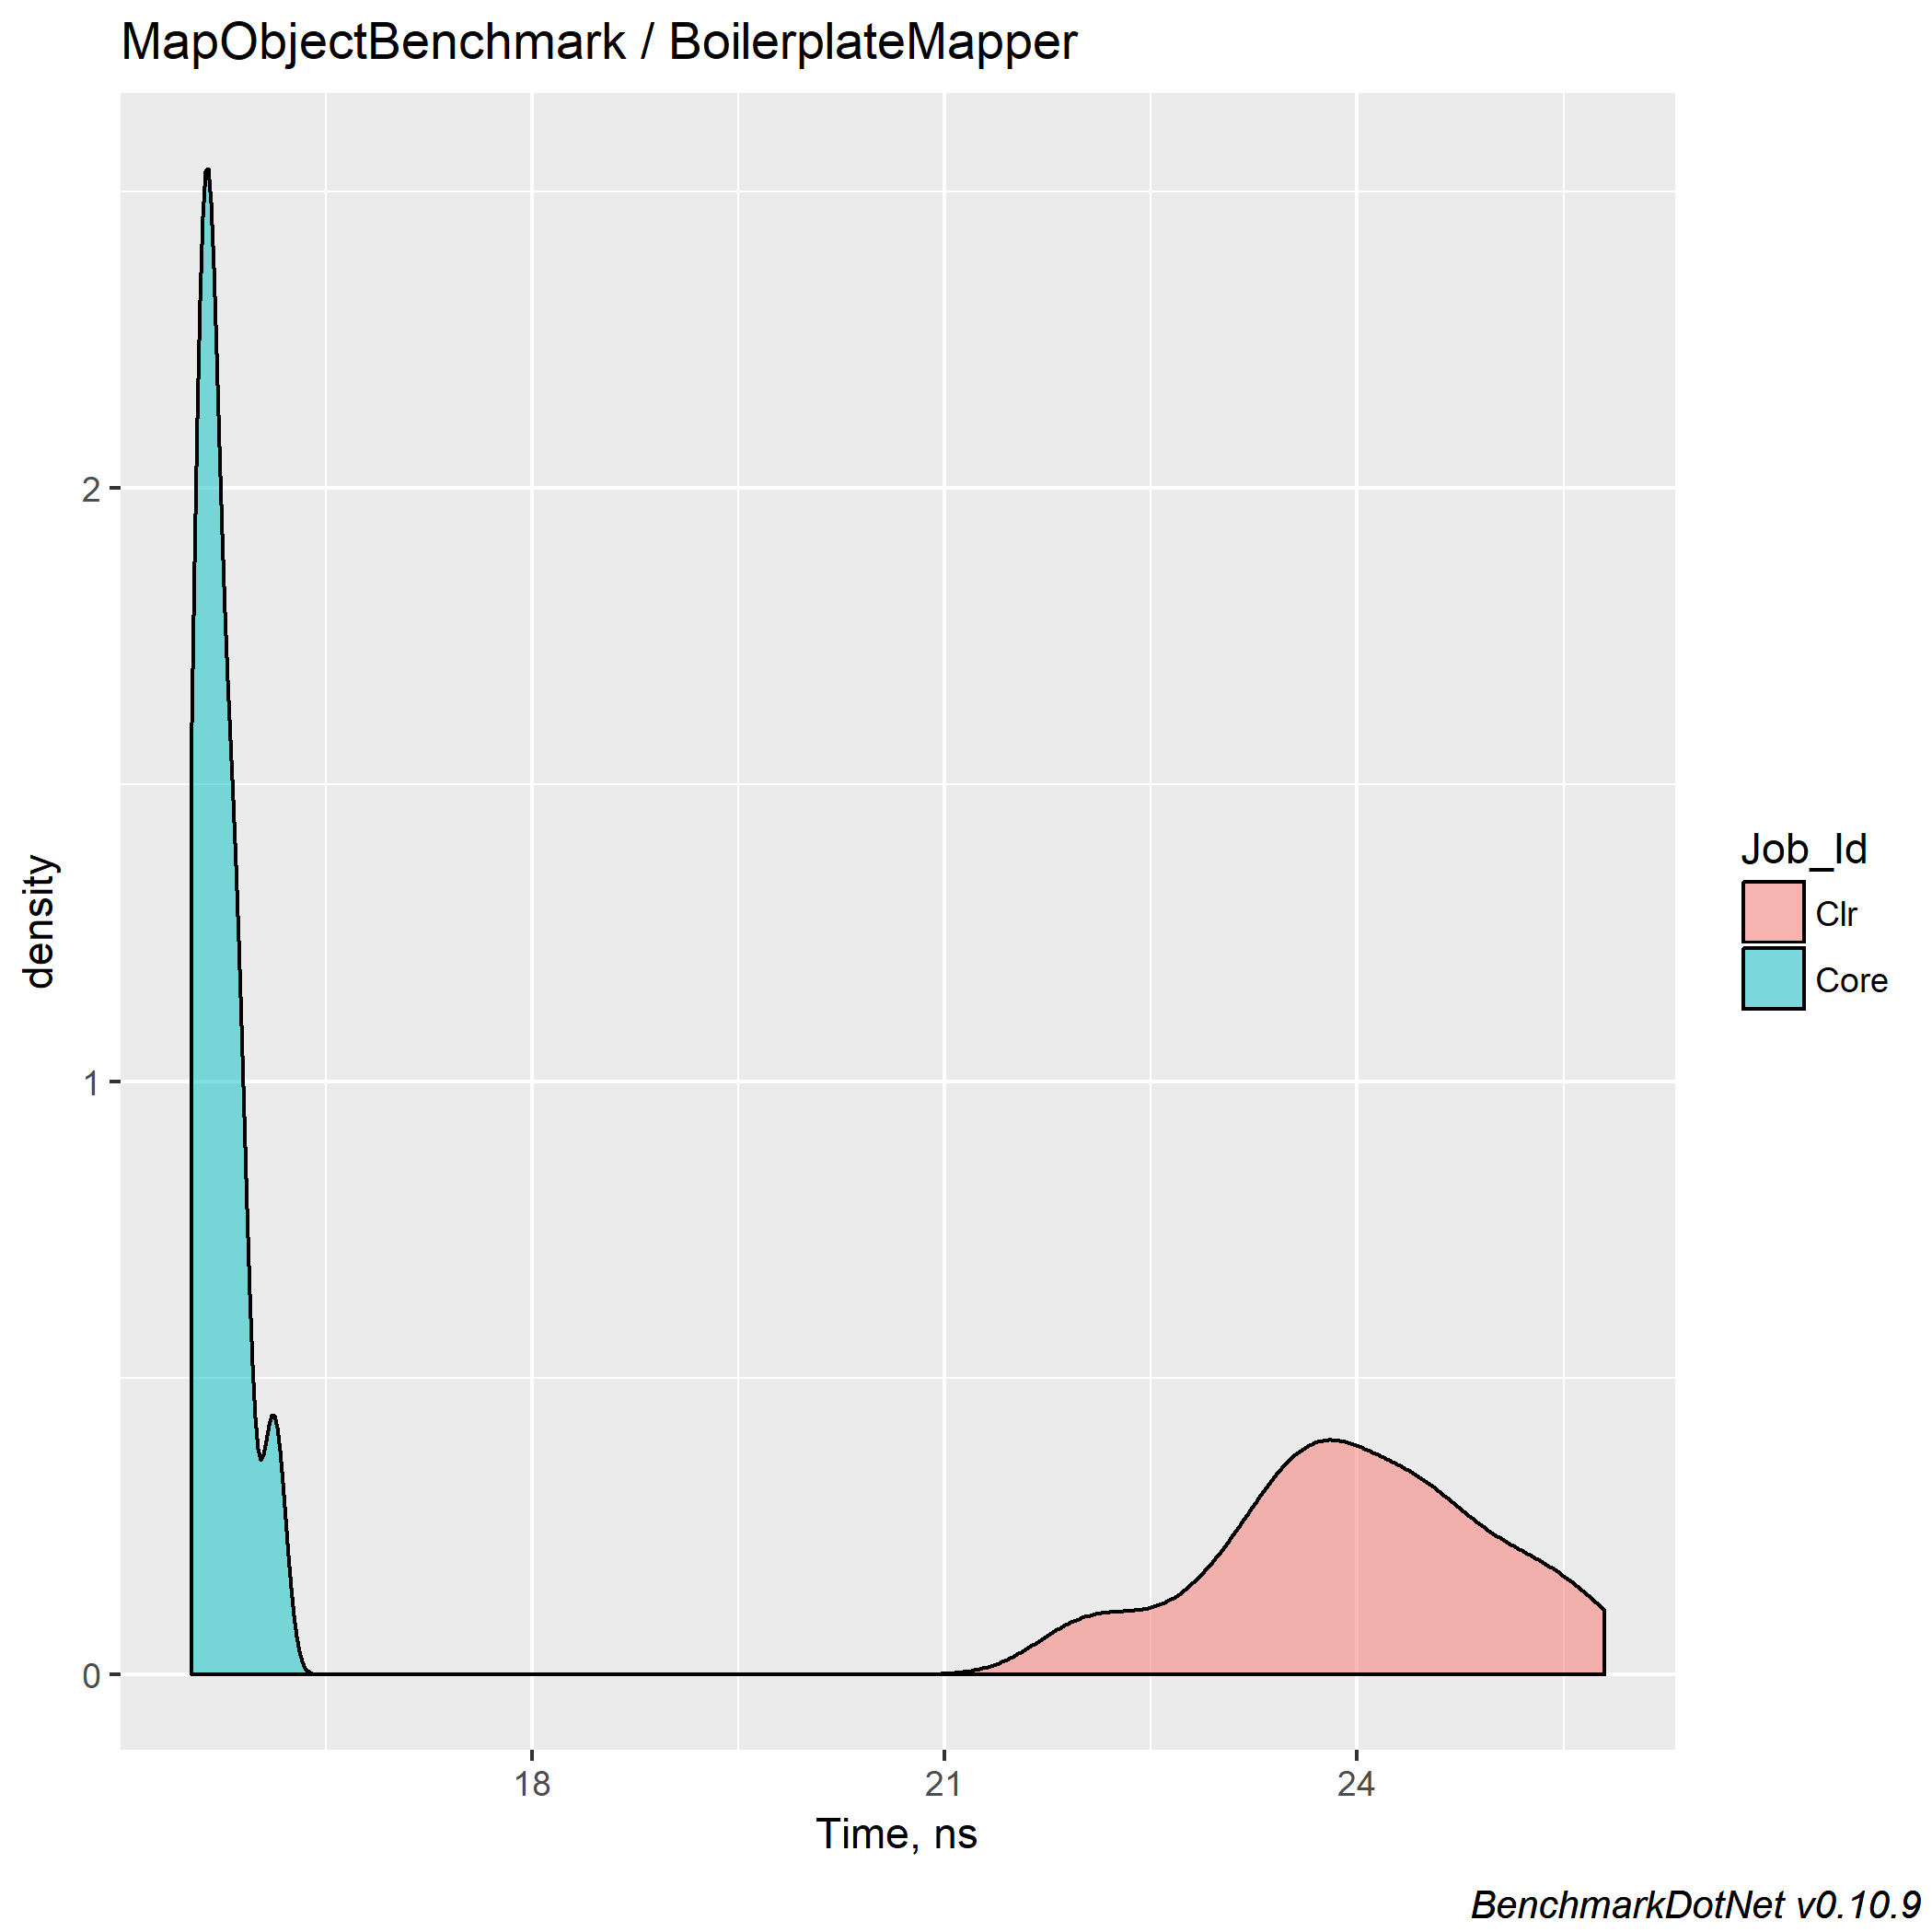 MapObjectBenchmark / BoilerplateMapper
density
2
1
0
18 21 24
Time, ns
Job_Id
Clr
Core
BenchmarkDotNet v0.10.9